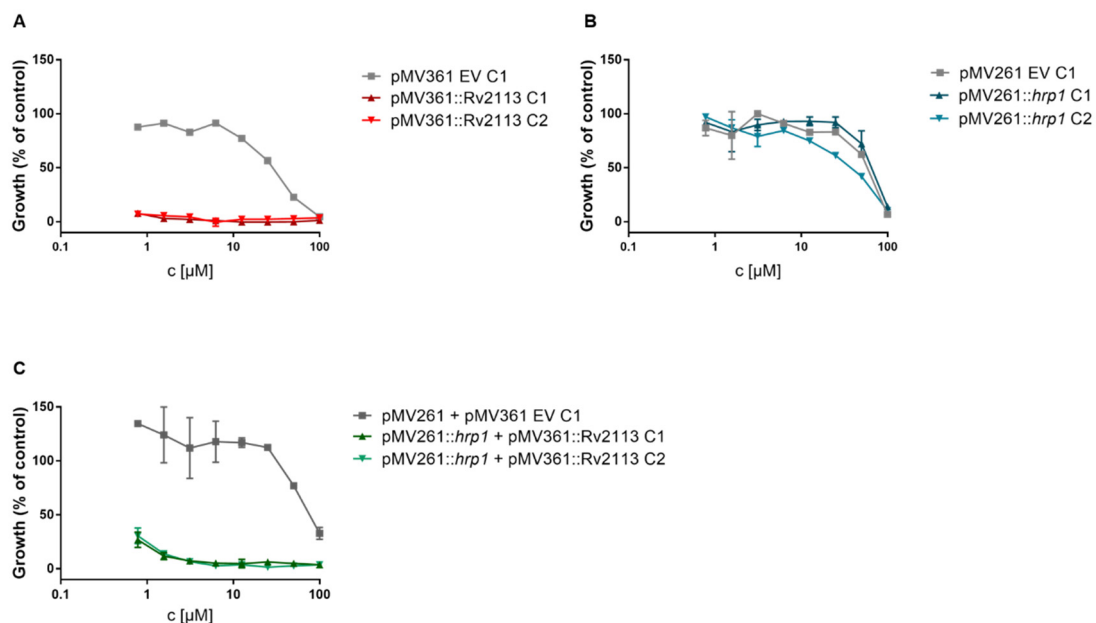 A
Growth (% of control)
150
100
50
0
0.1
1
10
100
c [µM]
pMV361 EV C1
pMV361::Rv2113 C1
pMV361::Rv2113 C2
B
Growth (% of control)
150
100
50
0
0.1
1
10
100
c [µM]
pMV261 EV C1
pMV261::hrp1 C1
pMV261::hrp1 C2
C
Growth (% of control)
150
100
50
0
0.1
1
10
100
c [µM]
pMV261 + pMV361 EV C1
pMV261::hrp1 + pMV361::Rv2113 C1
pMV261::hrp1 + pMV361::Rv2113 C2